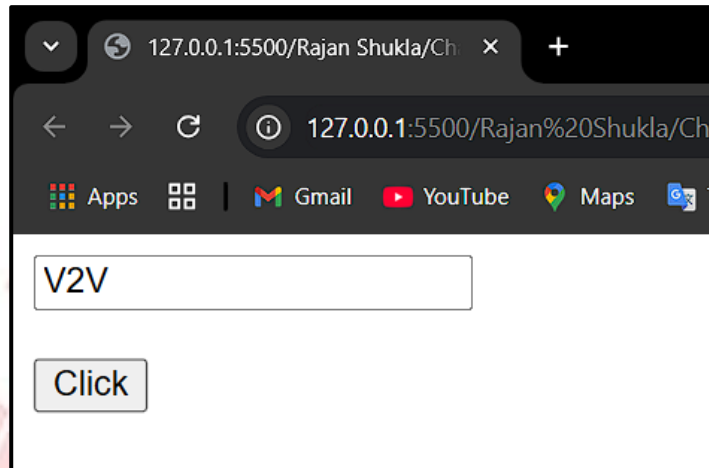 127.0.0.1:5500/Rajan Shukla/Ch
127.0.0.1:5500/Rajan%20Shukla/Ch
Apps Gmail YouTube Maps
V2V
Click